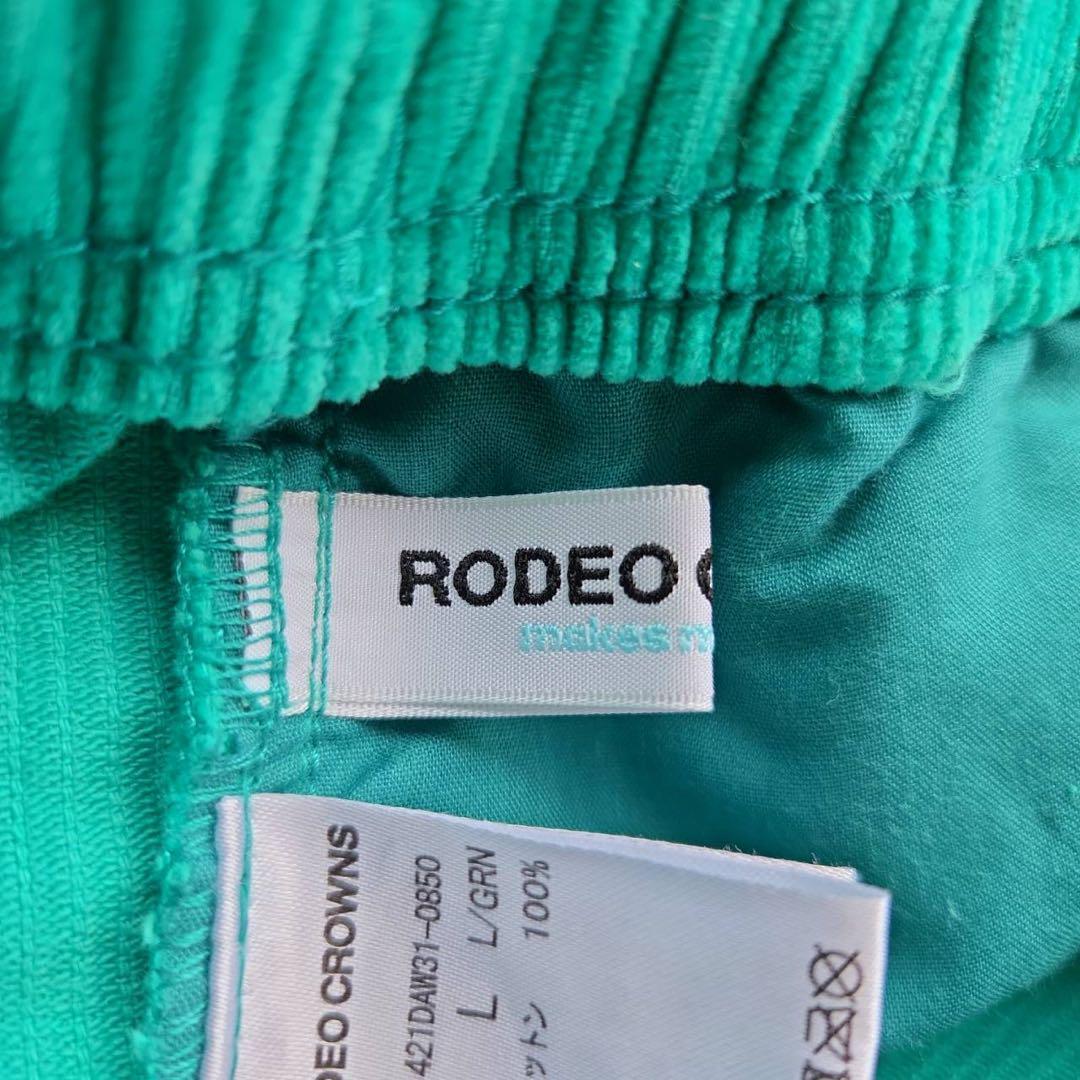 RODEO
makes
DEO CROWNS
421DAW31-0850
L L/GRN
ットン 100%